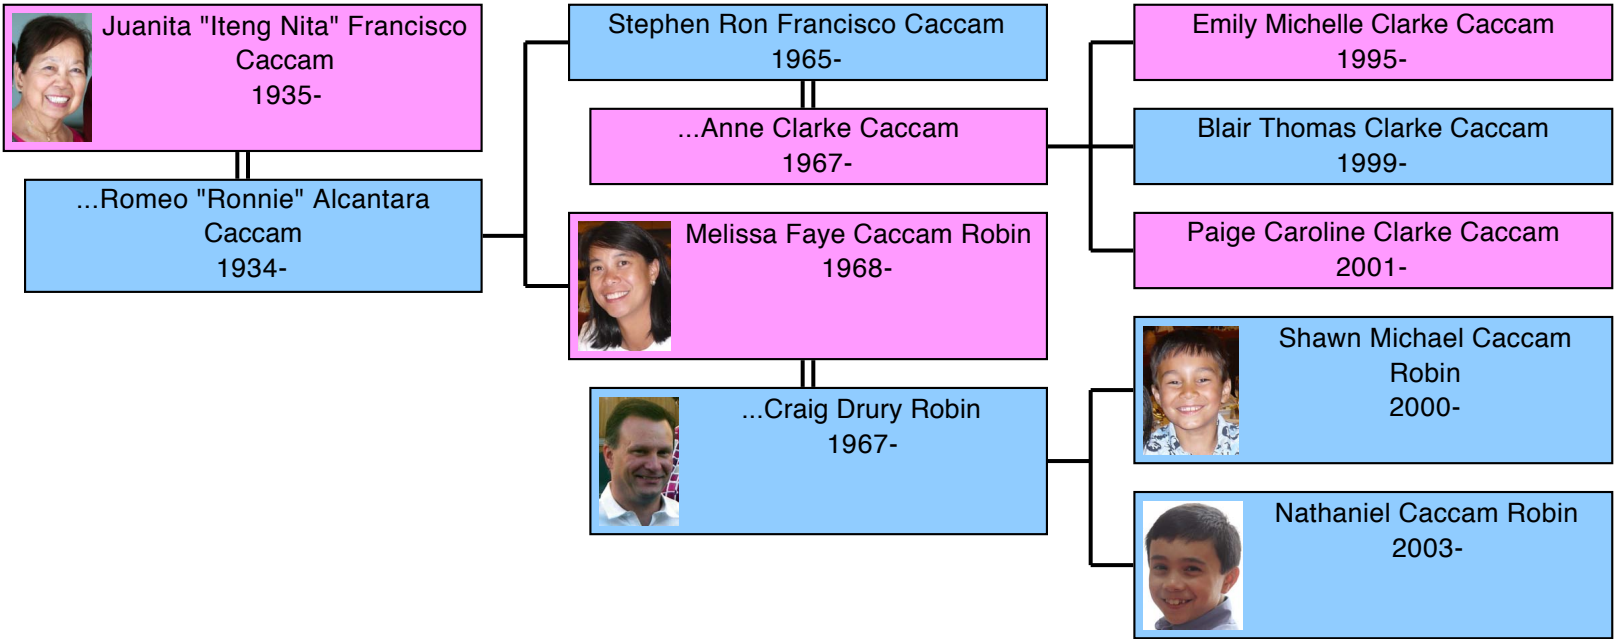 Juanita "Iteng Nita" Francisco
Caccam
1935-
...Romeo "Ronnie" Alcantara
Caccam
1934-
Stephen Ron Francisco Caccam
1965-
...Anne Clarke Caccam
1967-
Melissa Faye Caccam Robin
1968-
...Craig Drury Robin
1967-
Emily Michelle Clarke Caccam
1995-
Blair Thomas Clarke Caccam
1999-
Paige Caroline Clarke Caccam
2001-
Shawn Michael Caccam
Robin
2000-
Nathaniel Caccam Robin
2003-